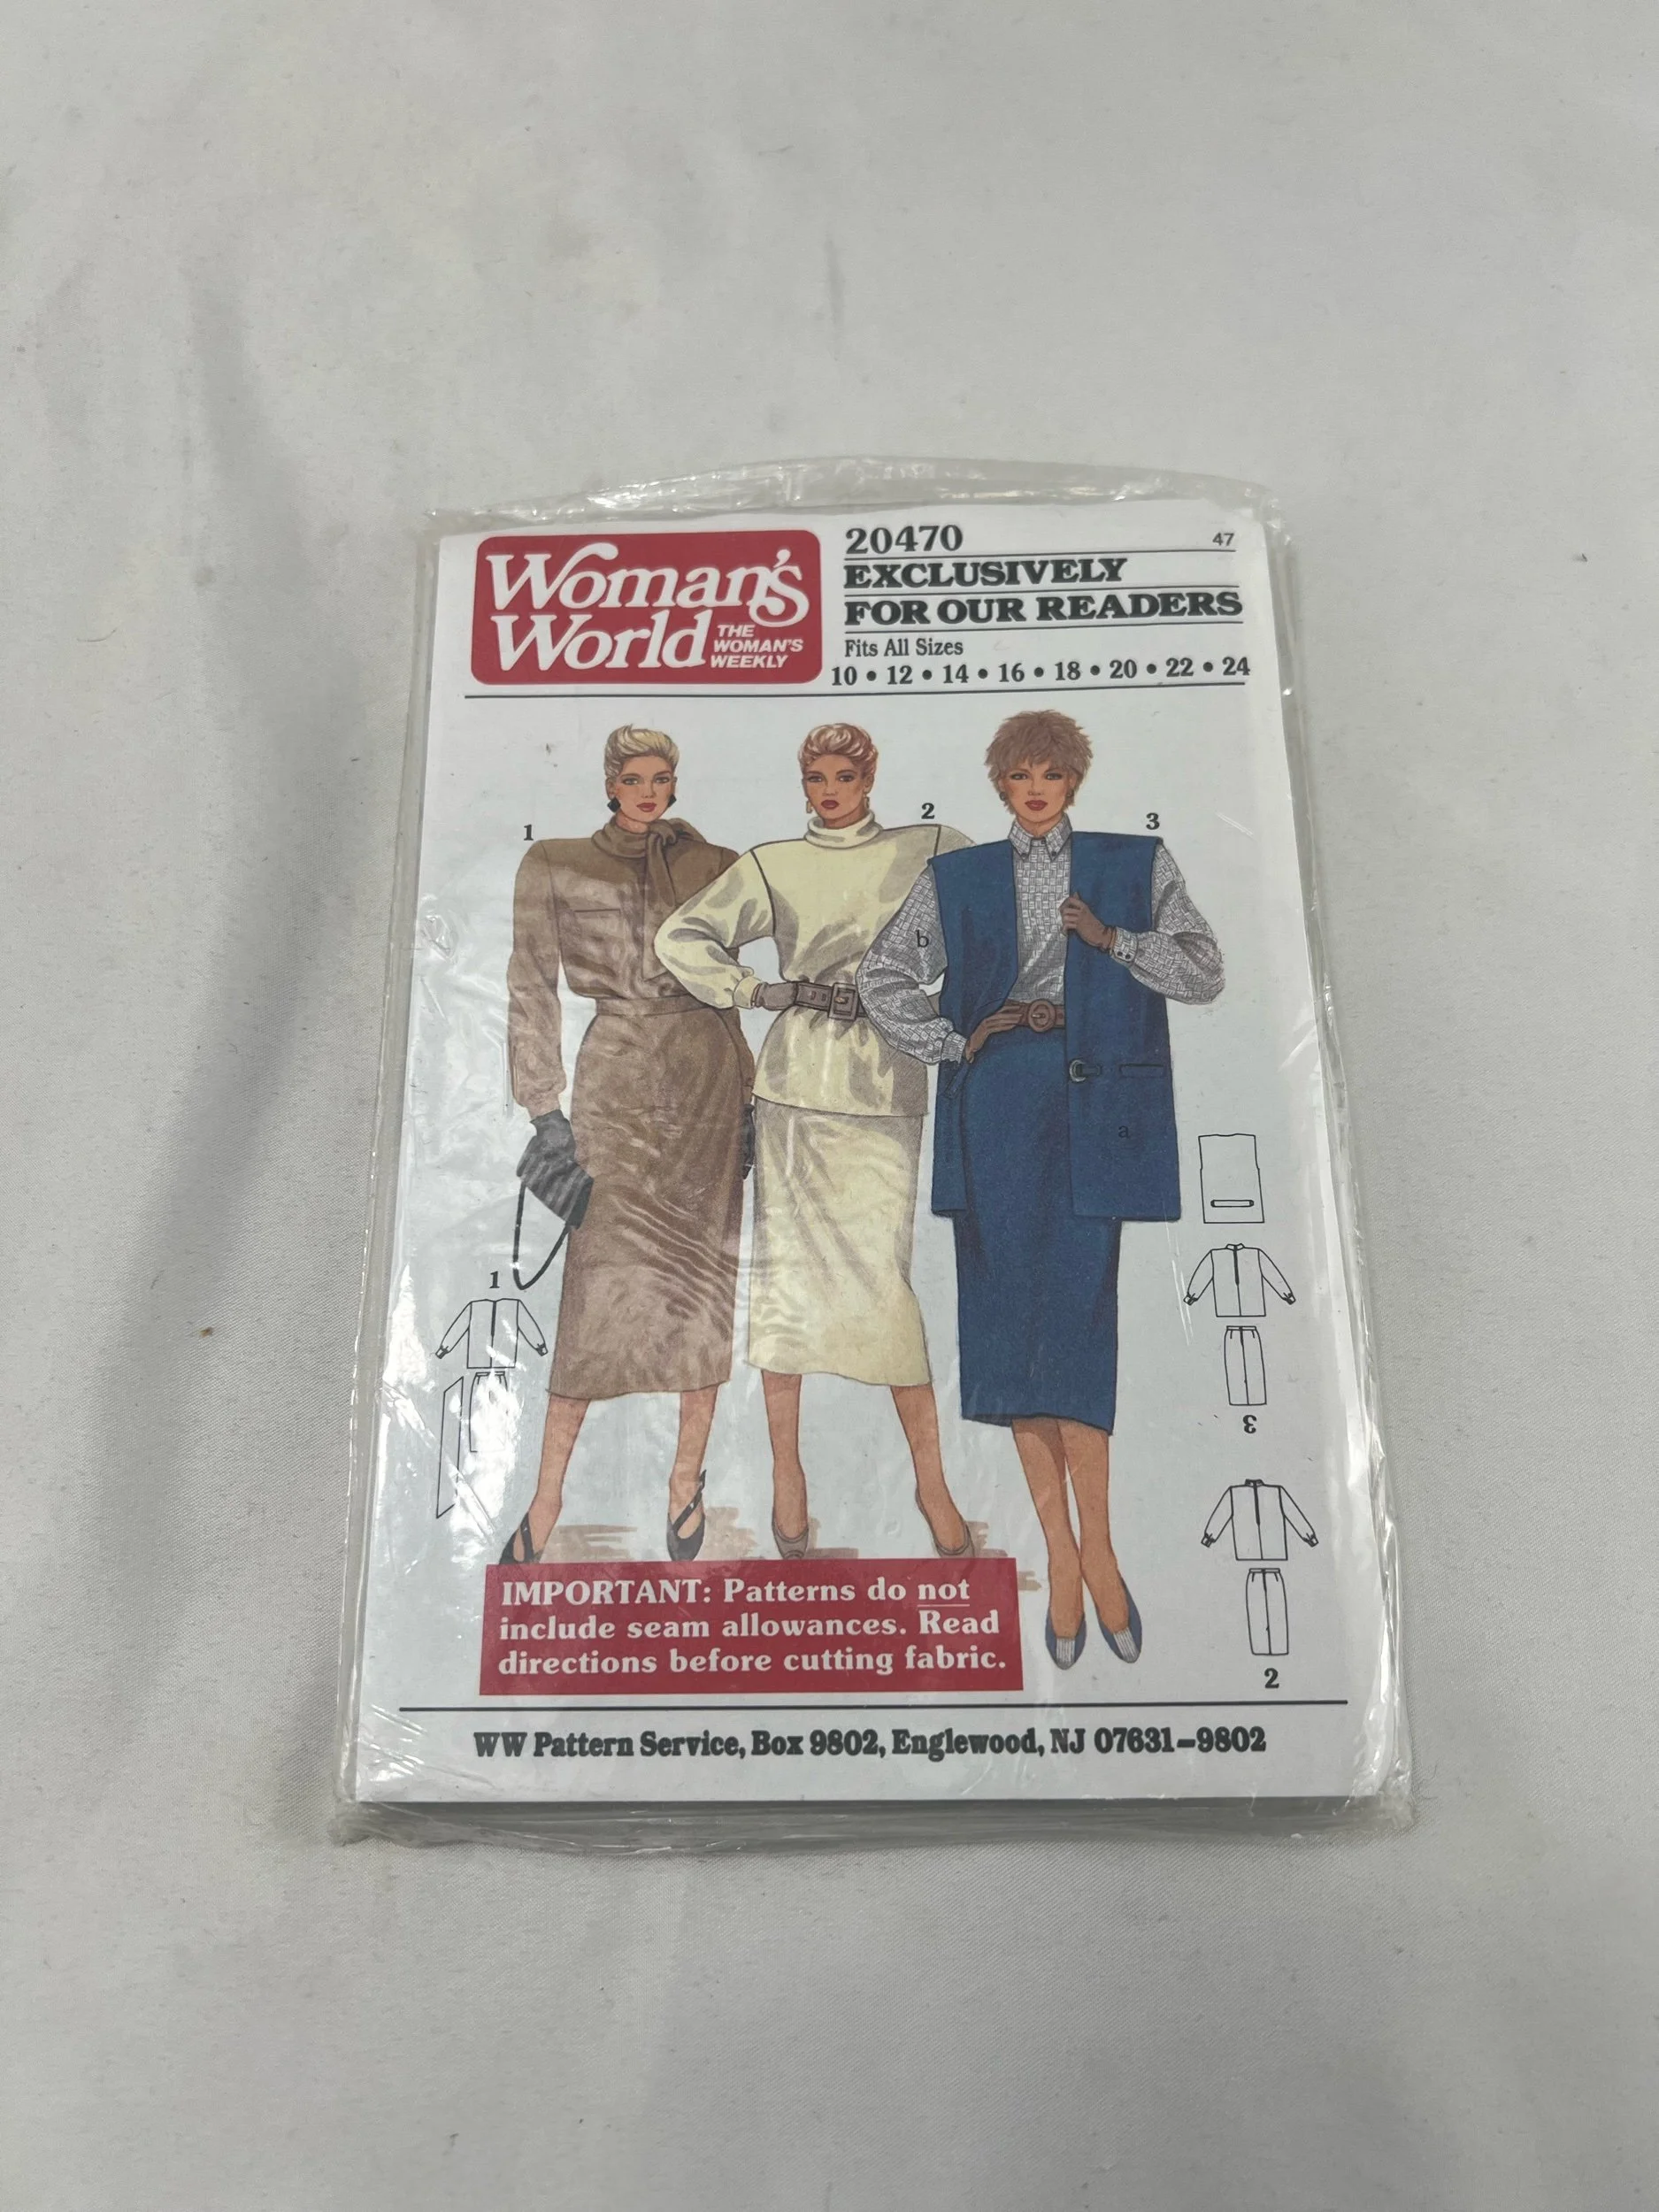 Woman's
World
THE
WOMAN'S
WEEKLY
20470
47
EXCLUSIVELY
FOR OUR READERS
Fits All Sizes
10 • 12 • 14 • 16 • 18 • 20 • 22 • 24
1
2
3
b
a
1
3
2
IMPORTANT: Patterns do not
include seam allowances. Read
directions before cutting fabric.
WW Pattern Service, Box 9802, Englewood, NJ 07631-9802